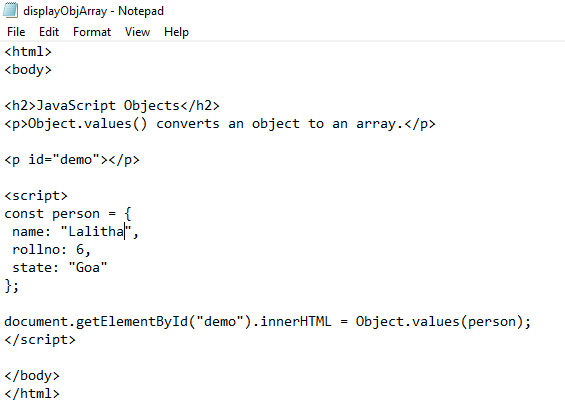 displayObjArray - Notepad
File Edit Format View Help
<html>
<body>
<h2>JavaScript Objects</h2>
<p>Object.values() converts an object to an array.</p>
<p id="demo"></p>
<script>
const person = {
 name: "Lalitha",
 rollno: 6,
 state: "Goa"
};
document.getElementById("demo").innerHTML = Object.values(person);
</script>
</body>
</html>